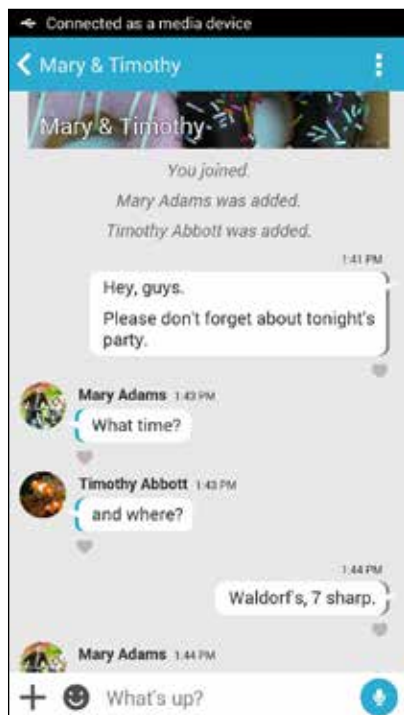 Connected as a media device
Mary & Timothy
Mary & Timothy
You joined.
Mary Adams was added.
Timothy Abbott was added.
1:41 PM
Hey, guys.
Please don't forget about tonight's
party.
Mary Adams 1:43 PM
What time?
Timothy Abbott 1:43 PM
and where?
1:44 PM
Waldorf's, 7 sharp.
Mary Adams 1:44 PM
What's up?